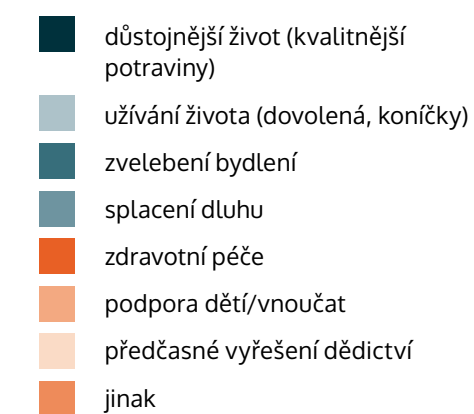 důstojnější život (kvalitnější
potraviny)
užívání života (dovolená, koníčky)
zvelebení bydlení
splacení dluhu
zdravotní péče
podpora dětí/vnoučat
předčasné vyřešení dědictví
jinak